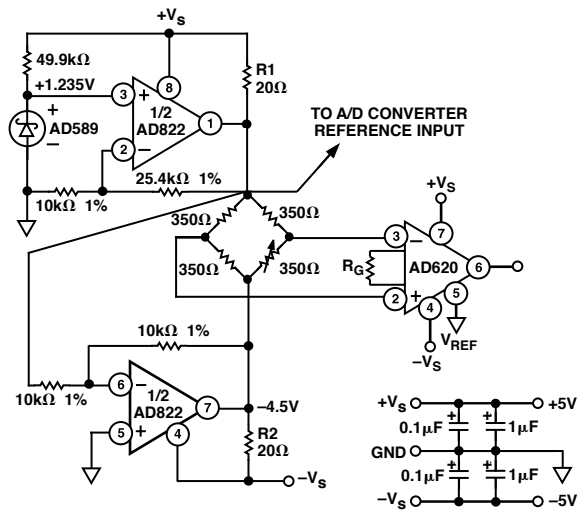 +VS
49.9kΩ
+1.235V
R1
20Ω
3
+
8
+
AD589
−
1/2
AD822
1
2
−
TO A/D CONVERTER
REFERENCE INPUT
10kΩ 1%
25.4kΩ 1%
350Ω
350Ω
350Ω
350Ω
+VS
3
−
7
RG
AD620
6
2
+
4
5
VREF
−VS
10kΩ 1%
10kΩ 1%
6
−
1/2
AD822
7
−4.5V
5
+
4
R2
20Ω
−VS
+VS
+5V
0.1µF
+
+
1µF
GND
0.1µF
+
+
1µF
−VS
−5V